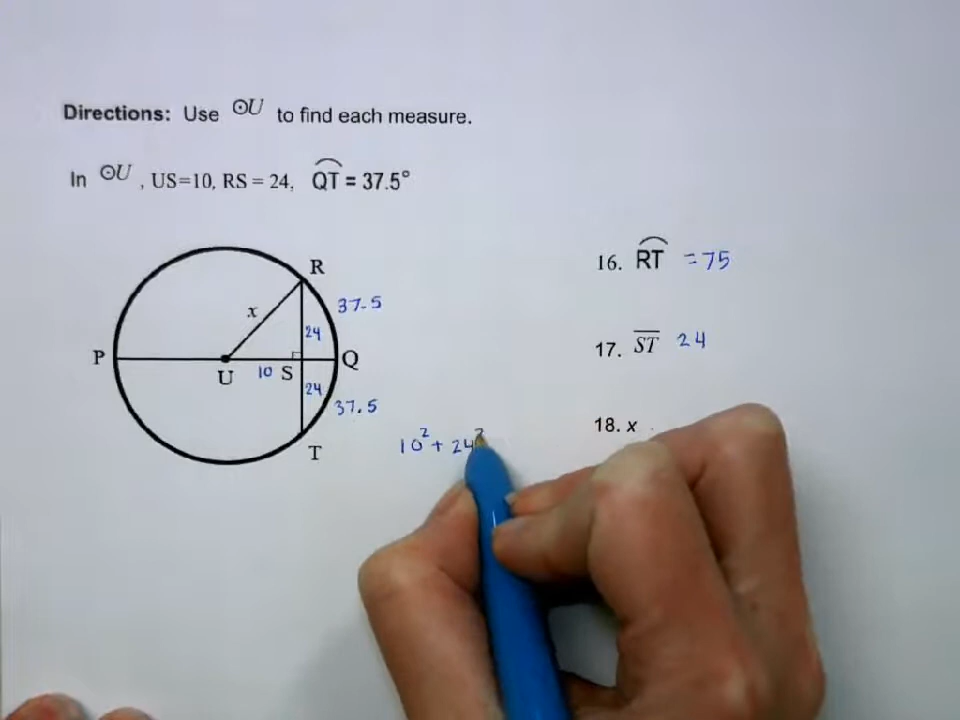 Directions: Use ⊙U to find each measure.
In ⊙U , US=10, RS = 24, QT = 37.5°
R
16. RT = 75
x
37.5
24
17. ST 24
P
Q
U
10
S
24
37.5
18. x
10² + 24²
T